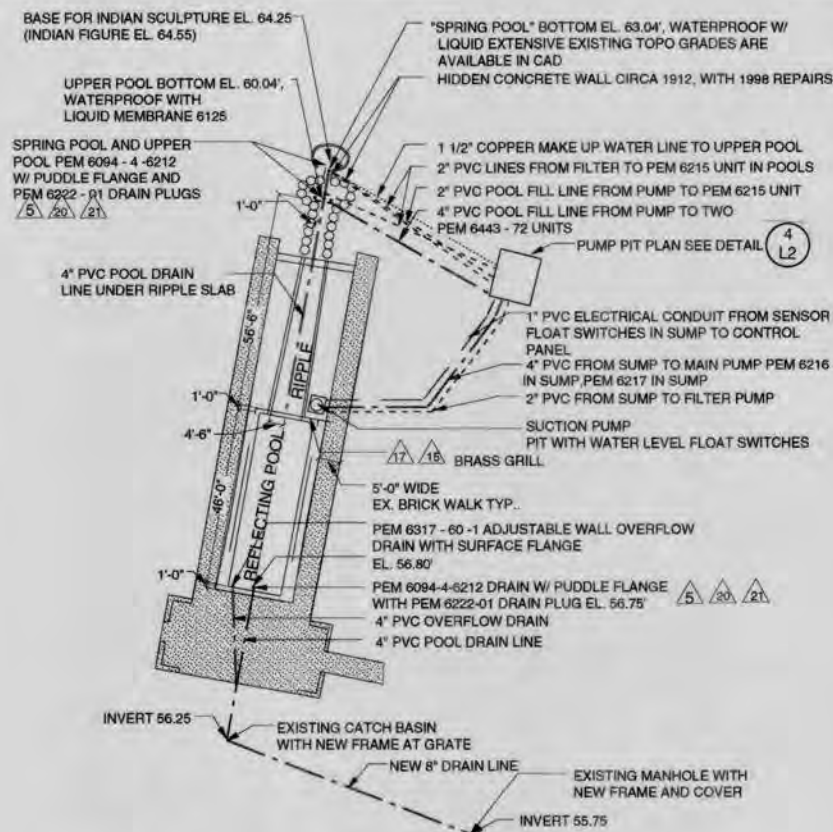 BASE FOR INDIAN SCULPTURE EL. 64.25
(INDIAN FIGURE EL. 64.55)
"SPRING POOL" BOTTOM EL. 63.04', WATERPROOF W/
LIQUID EXTENSIVE EXISTING TOPO GRADES ARE
AVAILABLE IN CAD
HIDDEN CONCRETE WALL CIRCA 1912, WITH 1998 REPAIRS
UPPER POOL BOTTOM EL. 60.04',
WATERPROOF WITH
LIQUID MEMBRANE 6125
SPRING POOL AND UPPER
POOL PEM 6094 - 4 -6212
W/ PUDDLE FLANGE AND
PEM 6222 - 01 DRAIN PLUGS
5 20 21
1'-0"
1 1/2" COPPER MAKE UP WATER LINE TO UPPER POOL
2" PVC LINES FROM FILTER TO PEM 6215 UNIT IN POOLS
2" PVC POOL FILL LINE FROM PUMP TO PEM 6215 UNIT
4" PVC POOL FILL LINE FROM PUMP TO TWO
PEM 6443 - 72 UNITS
PUMP PIT PLAN SEE DETAIL
4
L2
4" PVC POOL DRAIN
LINE UNDER RIPPLE SLAB
56'-6"
RIPPLE
1" PVC ELECTRICAL CONDUIT FROM SENSOR
FLOAT SWITCHES IN SUMP TO CONTROL
PANEL
4" PVC FROM SUMP TO MAIN PUMP PEM 6216
IN SUMP,PEM 6217 IN SUMP
2" PVC FROM SUMP TO FILTER PUMP
1'-0"
4'-6"
SUCTION PUMP
PIT WITH WATER LEVEL FLOAT SWITCHES
17 15 BRASS GRILL
46'-0"
REFLECTING POOL
5'-0" WIDE
EX. BRICK WALK TYP..
PEM 6317 - 60 -1 ADJUSTABLE WALL OVERFLOW
DRAIN WITH SURFACE FLANGE
EL. 56.80'
1'-0"
PEM 6094-4-6212 DRAIN W/ PUDDLE FLANGE
WITH PEM 6222-01 DRAIN PLUG EL. 56.75'
5 20 21
4" PVC OVERFLOW DRAIN
4" PVC POOL DRAIN LINE
INVERT 56.25
EXISTING CATCH BASIN
WITH NEW FRAME AT GRATE
NEW 8" DRAIN LINE
EXISTING MANHOLE WITH
NEW FRAME AND COVER
INVERT 55.75